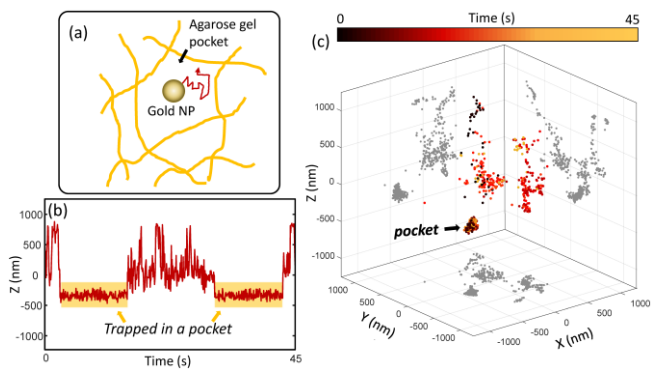 (a)
Agarose gel
pocket
Gold NP
(b)
Z (nm)
1000
500
0
-500
-1000
Trapped in a pocket
0
Time (s)
45
(c)
0
Time (s)
45
Z (nm)
1000
500
0
-500
-1000
pocket
1000
500
0
-500
-1000
Y (nm)
-1000
-500
0
500
1000
X (nm)